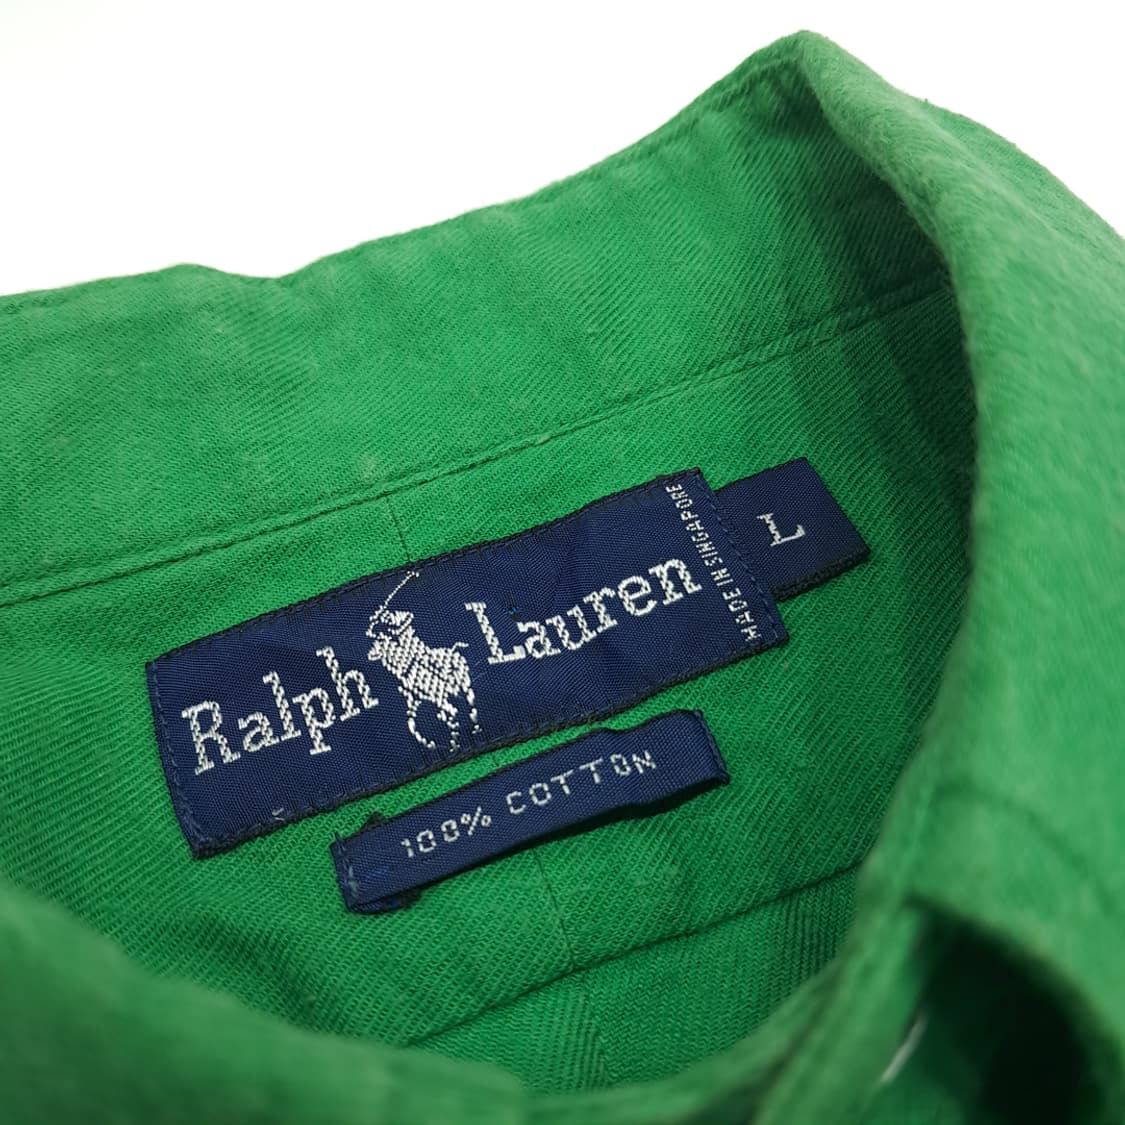 Ralph Lauren
MADE IN SINGAPORE
L
100% COTTON